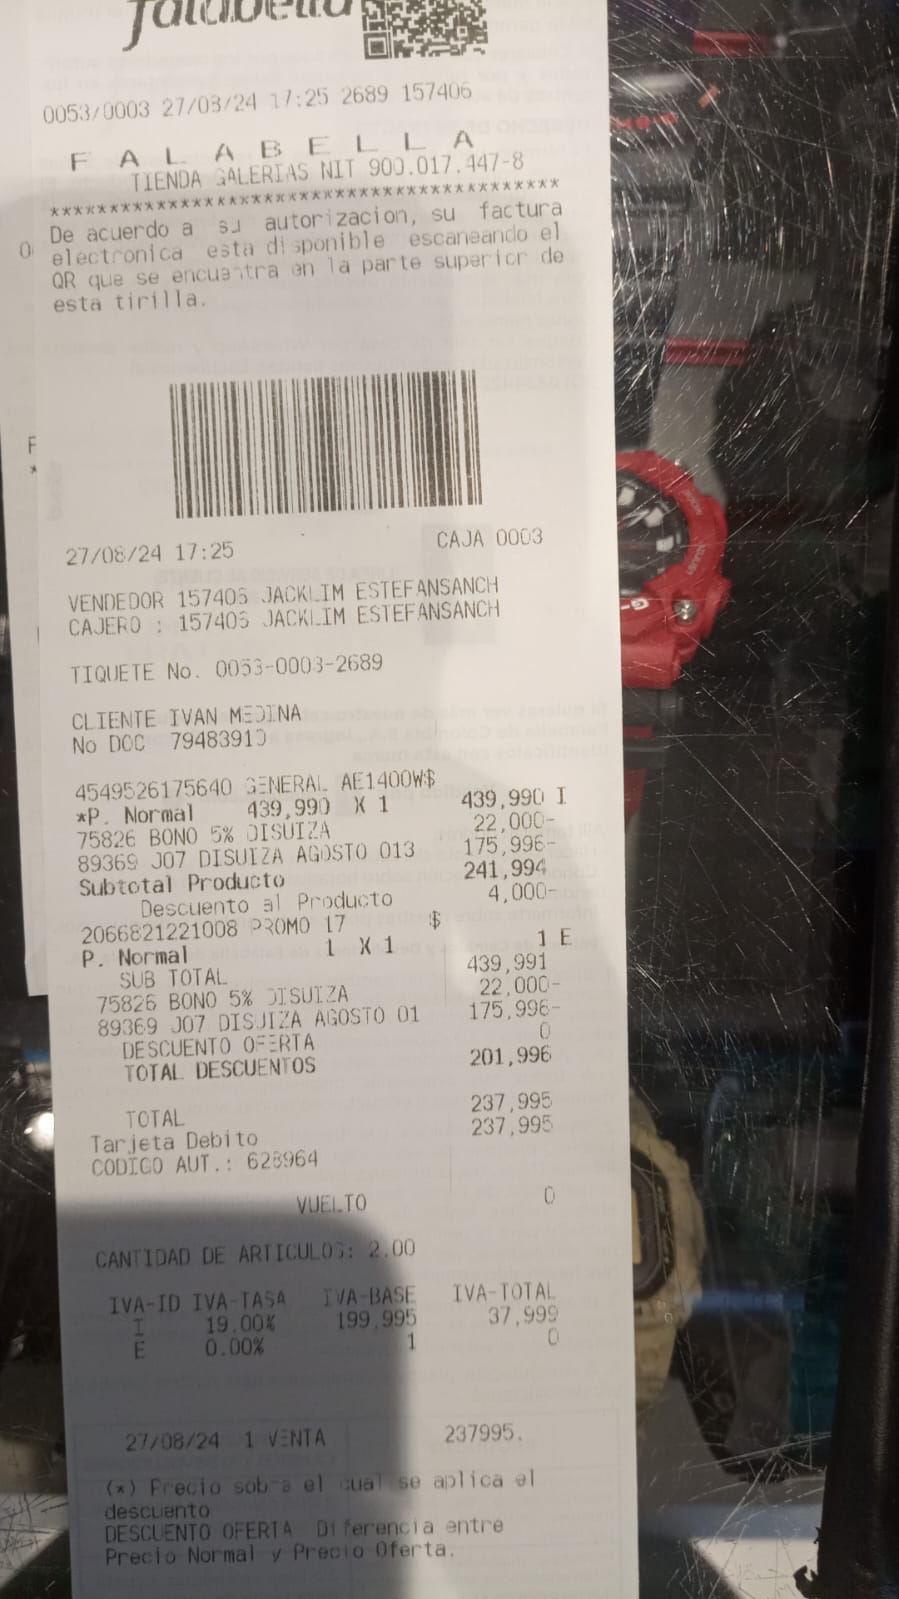 falabella
0053/0003 27/08/24 17:25 2689 157406
F A L A B E L L A
TIENDA GALERIAS NIT 900.017.447-8
*******************************************
De acuerdo a su autorizacion, su factura
electronica esta disponible escaneando el
QR que se encuentra en la parte superior de
esta tirilla.
27/08/24 17:25 CAJA 0003
VENDEDOR 157406 JACKLIM ESTEFANSANCH
CAJERO : 157406 JACKLIM ESTEFANSANCH
TIQUETE No. 0053-0003-2689
CLIENTE IVAN MEDINA
No DOC 79483910
4549526175640 GENERAL AE1400W$
*P. Normal 439,990 X 1 439,990 I
75826 BONO 5% DISUIZA 22,000-
89369 J07 DISUIZA AGOSTO 013 175,996-
Subtotal Producto 241,994
Descuento al Producto 4,000-
2066821221008 PROMO 17 $
P. Normal 1 X 1 1 E
SUB TOTAL 439,991
75826 BONO 5% DISUIZA 22,000-
89369 J07 DISUIZA AGOSTO 01 175,996-
DESCUENTO OFERTA 0
TOTAL DESCUENTOS 201,996
TOTAL 237,995
Tarjeta Debito 237,995
CODIGO AUT.: 628964
VUELTO 0
CANTIDAD DE ARTICULOS: 2.00
IVA-ID IVA-TASA IVA-BASE IVA-TOTAL
I 19.00% 199,995 37,999
E 0.00% 1 0
27/08/24 1 VENTA 237995.
(*) Precio sobre el cual se aplica el
descuento
DESCUENTO OFERTA Diferencia entre
Precio Normal y Precio Oferta.